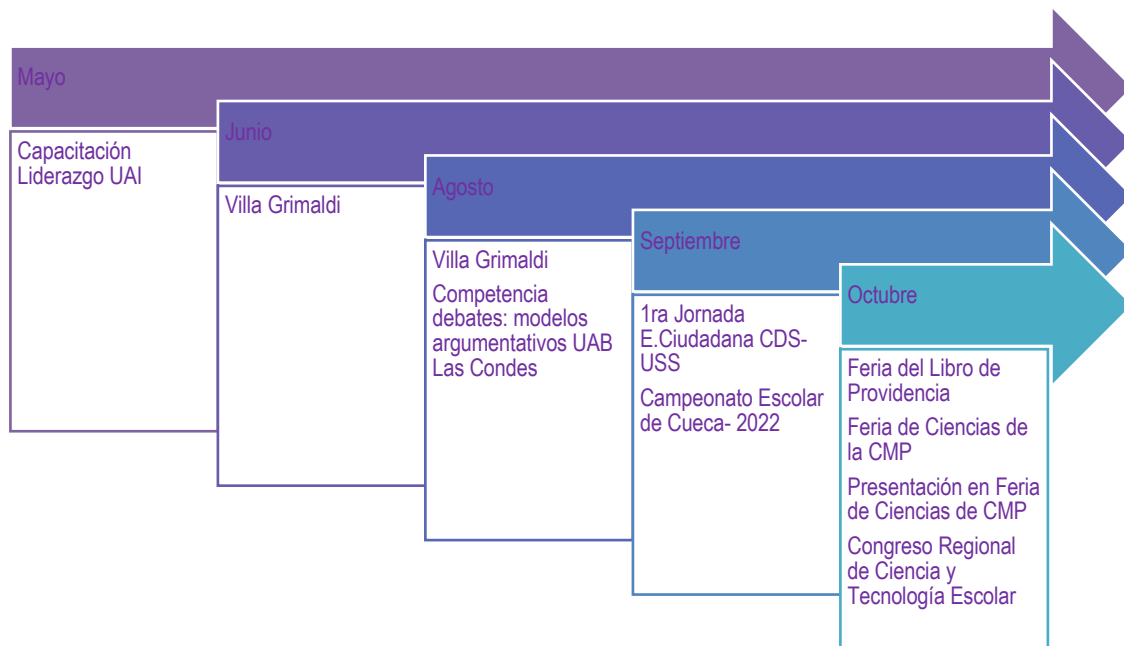 Mayo
Capacitación
Liderazgo UAI
Junio
Villa Grimaldi
Agosto
Villa Grimaldi
Competencia
debates: modelos
argumentativos UAB
Las Condes
Septiembre
1ra Jornada
E.Ciudadana CDS-
USS
Campeonato Escolar
de Cueca- 2022
Octubre
Feria del Libro de
Providencia
Feria de Ciencias de
la CMP
Presentación en Feria
de Ciencias de CMP
Congreso Regional
de Ciencia y
Tecnología Escolar